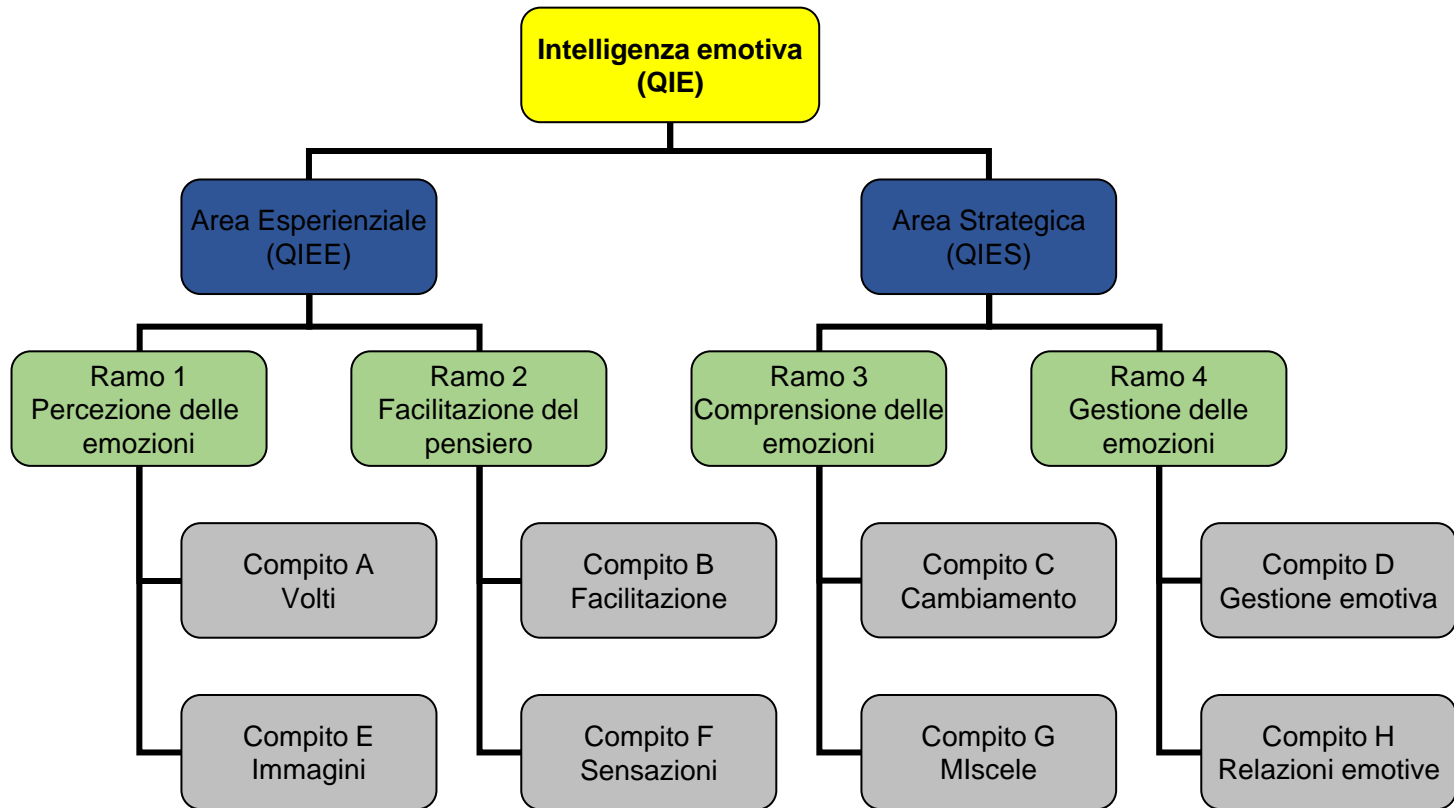 Intelligenza emotiva
(QIE)
Area Esperienziale
(QIEE)
Area Strategica
(QIES)
Ramo 1
Percezione delle
emozioni
Ramo 2
Facilitazione del
pensiero
Ramo 3
Comprensione delle
emozioni
Ramo 4
Gestione delle
emozioni
Compito A
Volti
Compito B
Facilitazione
Compito C
Cambiamento
Compito D
Gestione emotiva
Compito E
Immagini
Compito F
Sensazioni
Compito G
MIscele
Compito H
Relazioni emotive